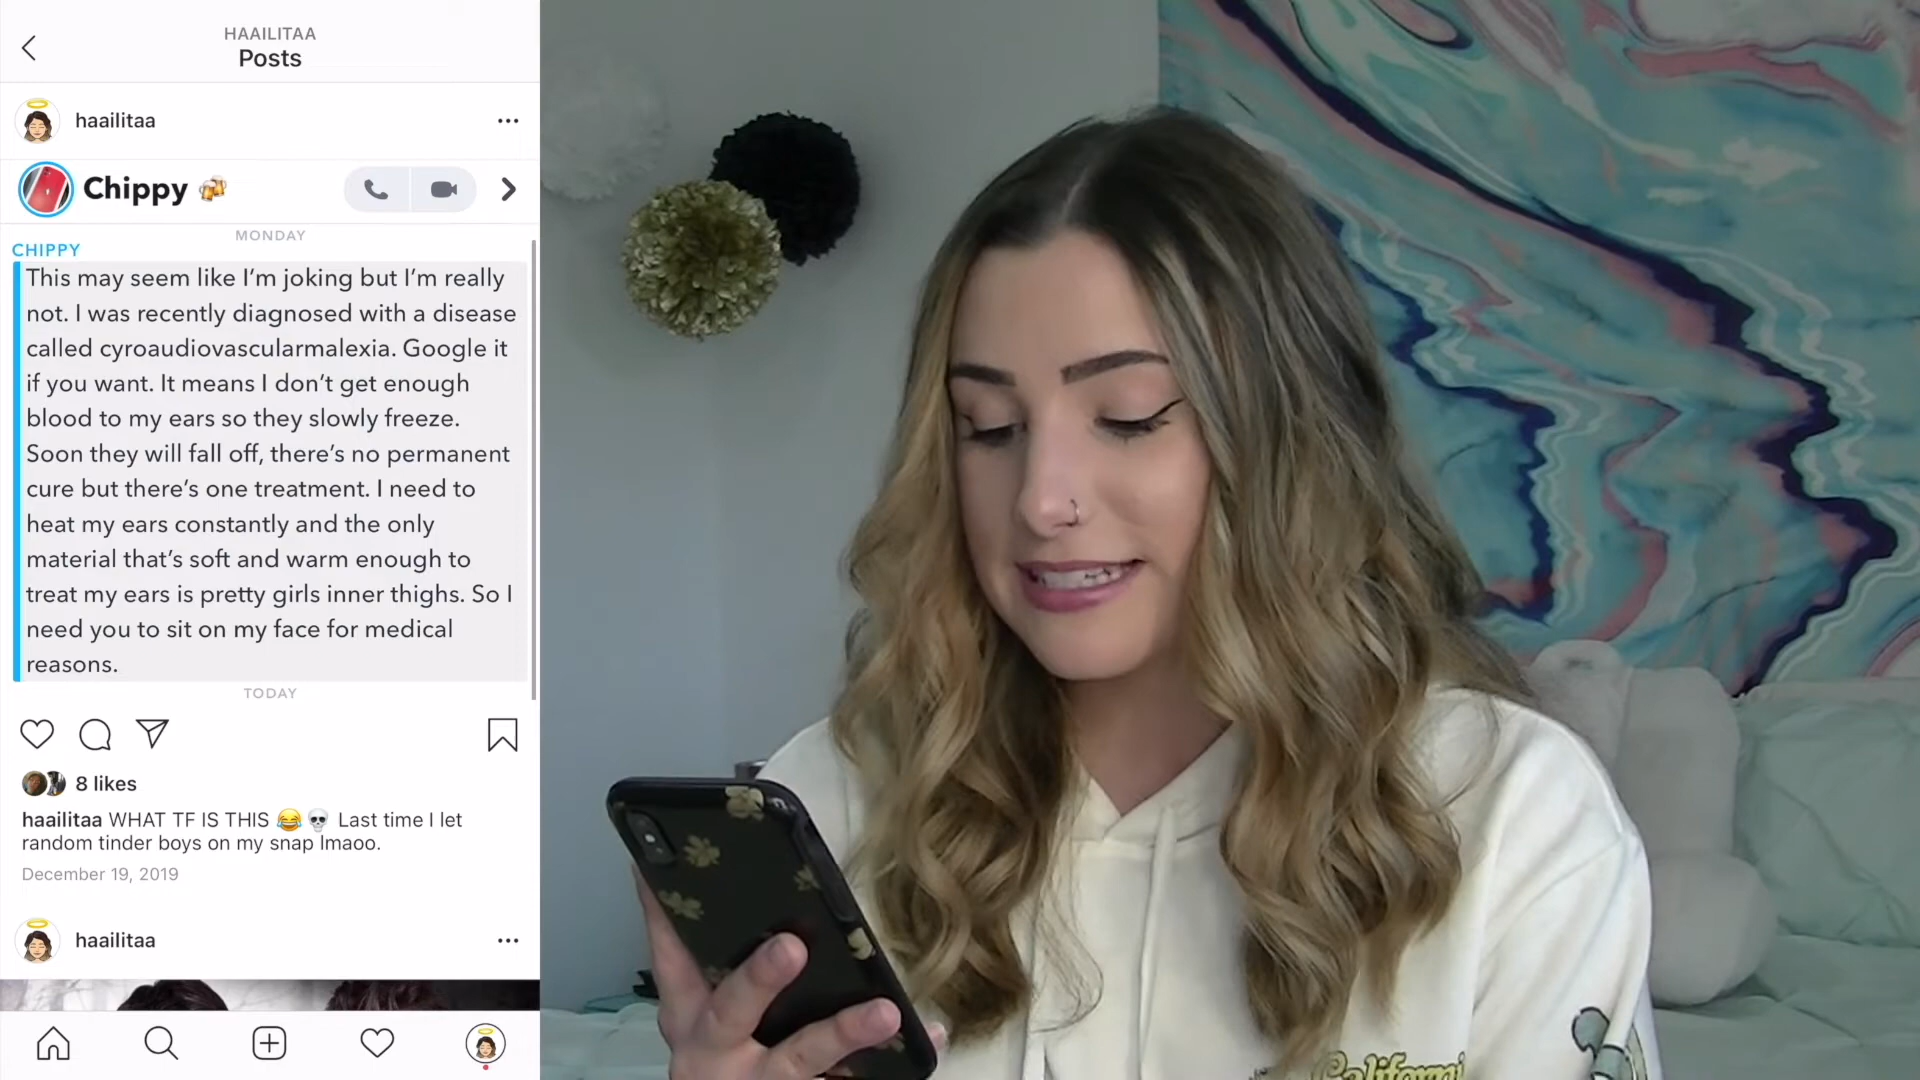 HAAILITAA
Posts
haailitaa
Chippy 🍻
MONDAY
CHIPPY
This may seem like I'm joking but I'm really
not. I was recently diagnosed with a disease
called cyroaudiovascularmalexia. Google it
if you want. It means I don't get enough
blood to my ears so they slowly freeze.
Soon they will fall off, there's no permanent
cure but there's one treatment. I need to
heat my ears constantly and the only
material that's soft and warm enough to
treat my ears is pretty girls inner thighs. So I
need you to sit on my face for medical
reasons.
TODAY
8 likes
haailitaa WHAT TF IS THIS 😂💀 Last time I let
random tinder boys on my snap lmaoo.
December 19, 2019
haailitaa
California